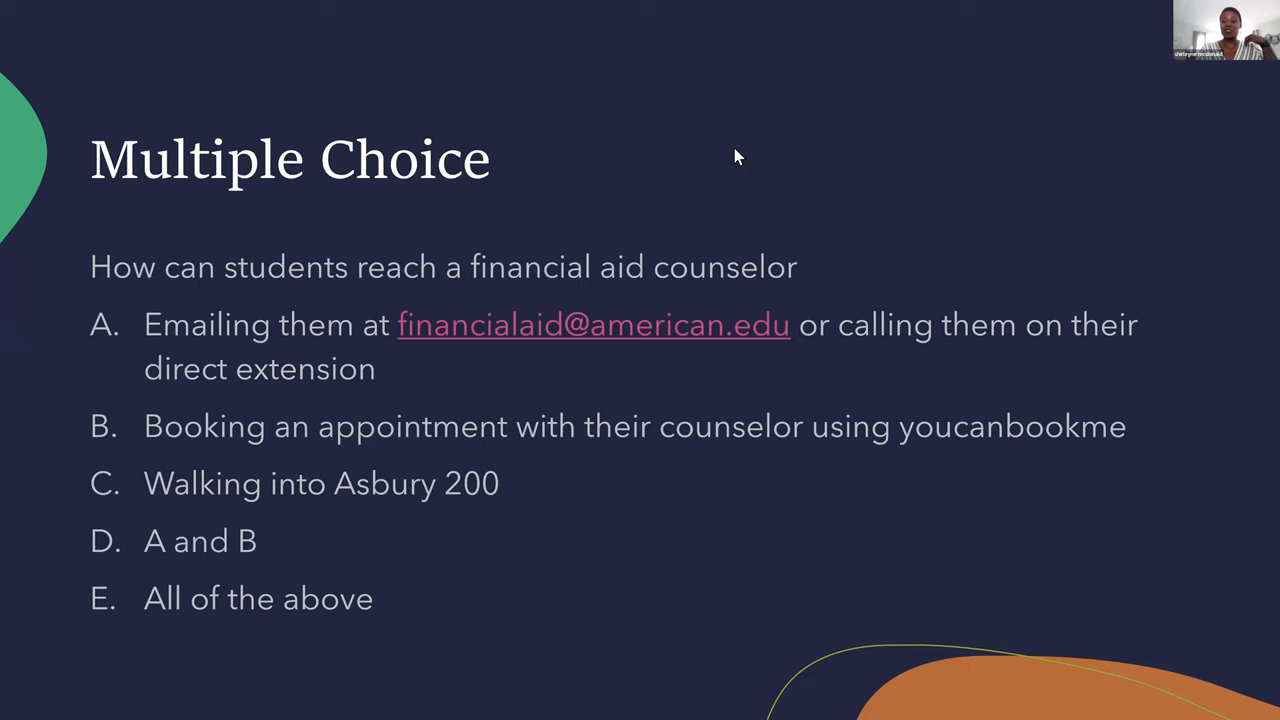 shirleyne mcdonald
Multiple Choice
How can students reach a financial aid counselor
A. Emailing them at financialaid@american.edu or calling them on their
direct extension
B. Booking an appointment with their counselor using youcanbookme
C. Walking into Asbury 200
D. A and B
E. All of the above